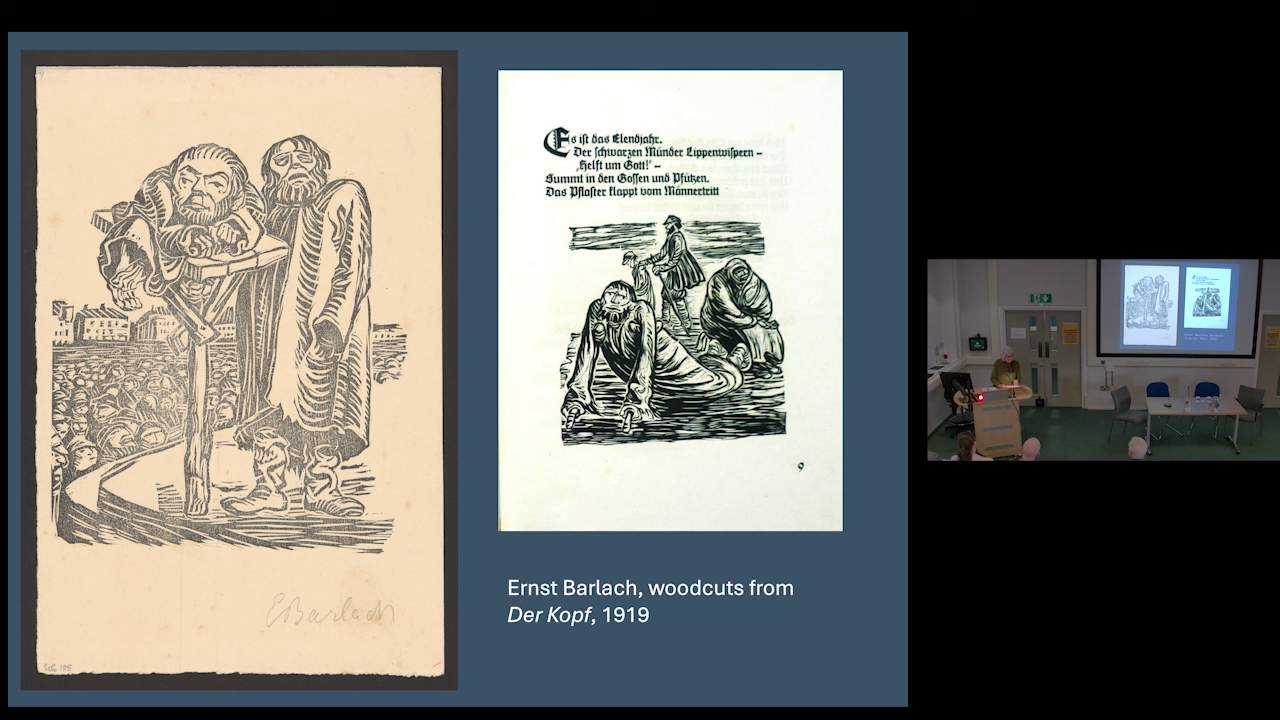 Es ist das Elendjahr.
Der schwarzen Münder Lippenwispern –
‚Helft um Gott!‘ –
Summt in den Gossen und Pfützen.
Das Pflaster klappt vom Männertritt
9
EBarlach
Ernst Barlach, woodcuts from
Der Kopf, 1919